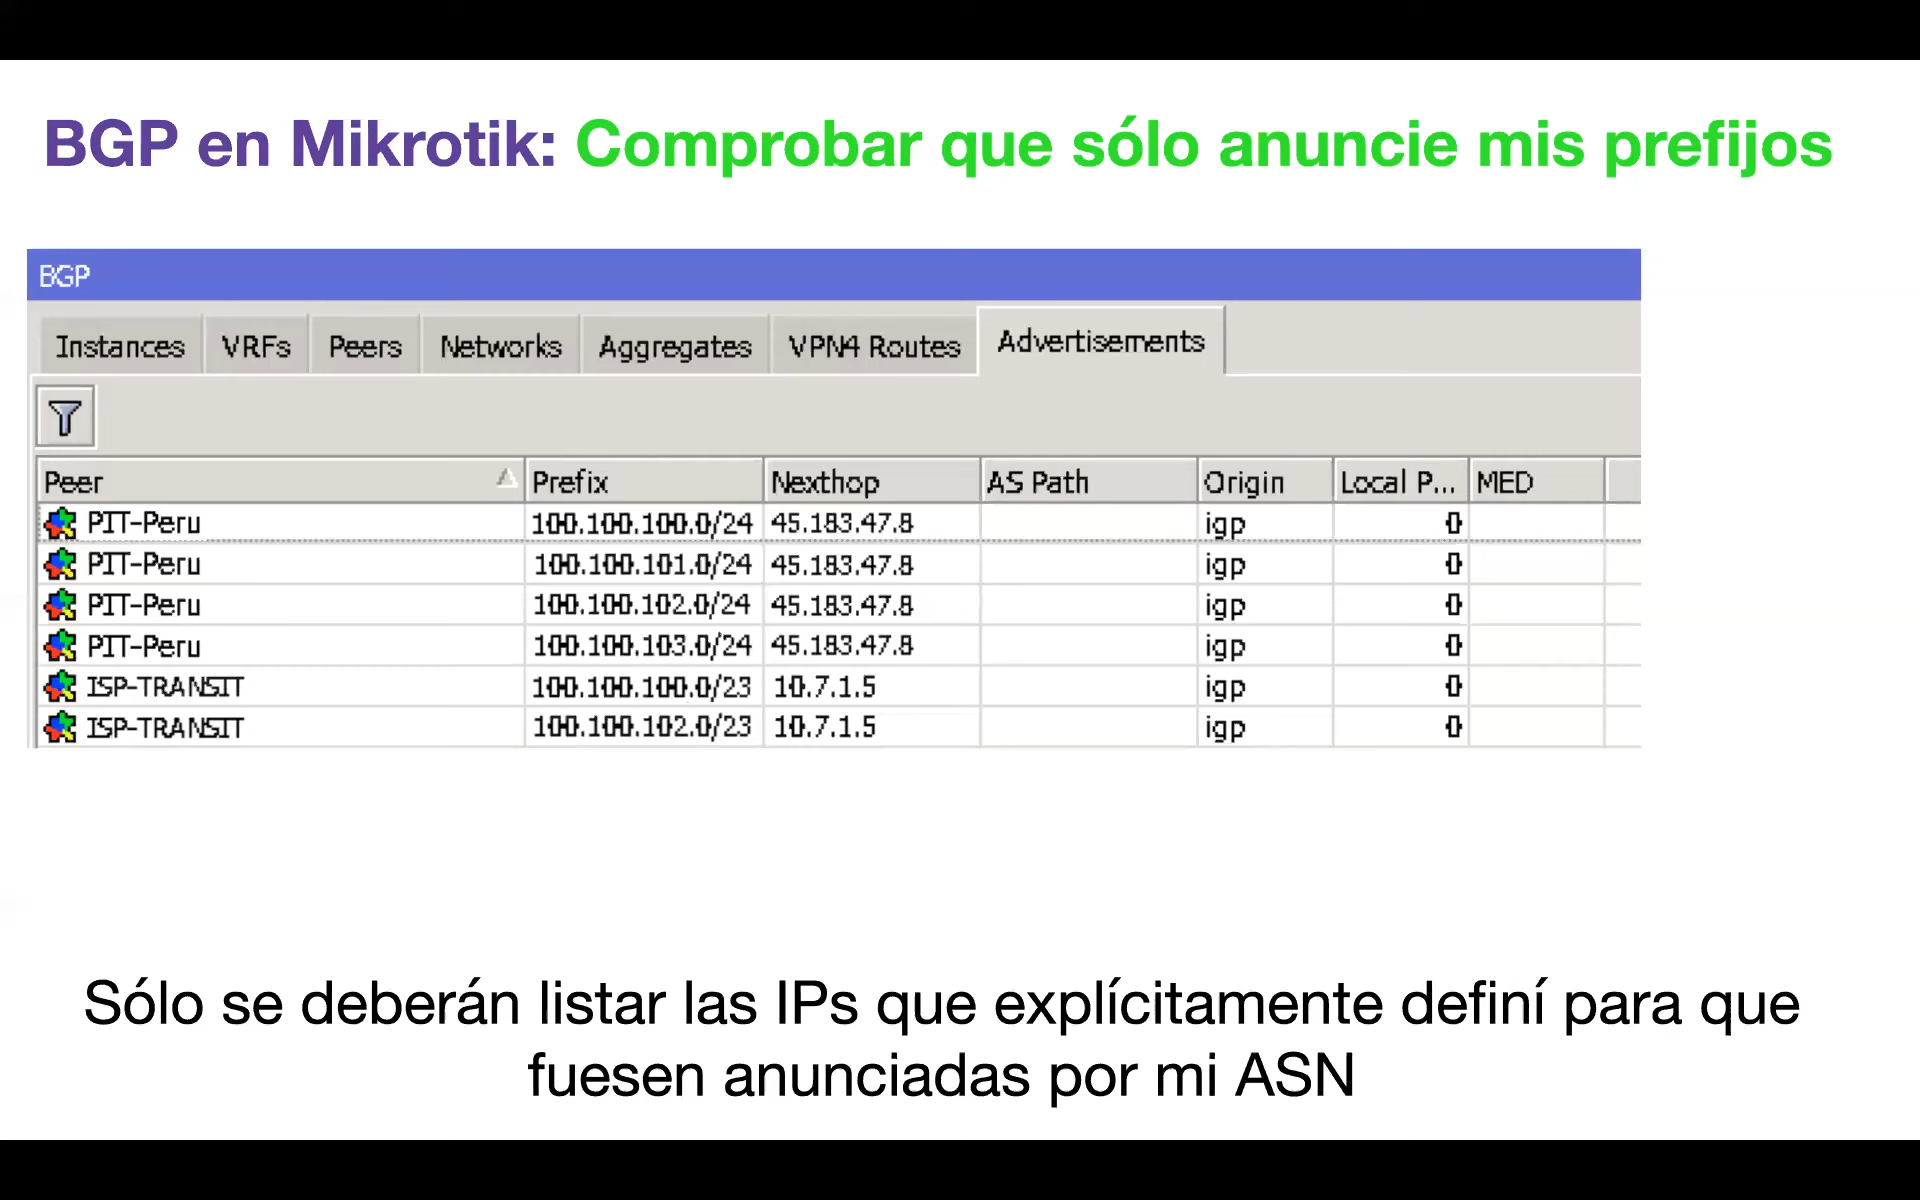 BGP en Mikrotik: Comprobar que sólo anuncie mis prefijos
BGP
Instances VRFs Peers Networks Aggregates VPN4 Routes Advertisements
Peer Prefix Nexthop AS Path Origin Local P... MED
PIT-Peru 100.100.100.0/24 45.183.47.8 igp 0
PIT-Peru 100.100.101.0/24 45.183.47.8 igp 0
PIT-Peru 100.100.102.0/24 45.183.47.8 igp 0
PIT-Peru 100.100.103.0/24 45.183.47.8 igp 0
ISP-TRANSIT 100.100.100.0/23 10.7.1.5 igp 0
ISP-TRANSIT 100.100.102.0/23 10.7.1.5 igp 0
Sólo se deberán listar las IPs que explícitamente definí para que
fuesen anunciadas por mi ASN